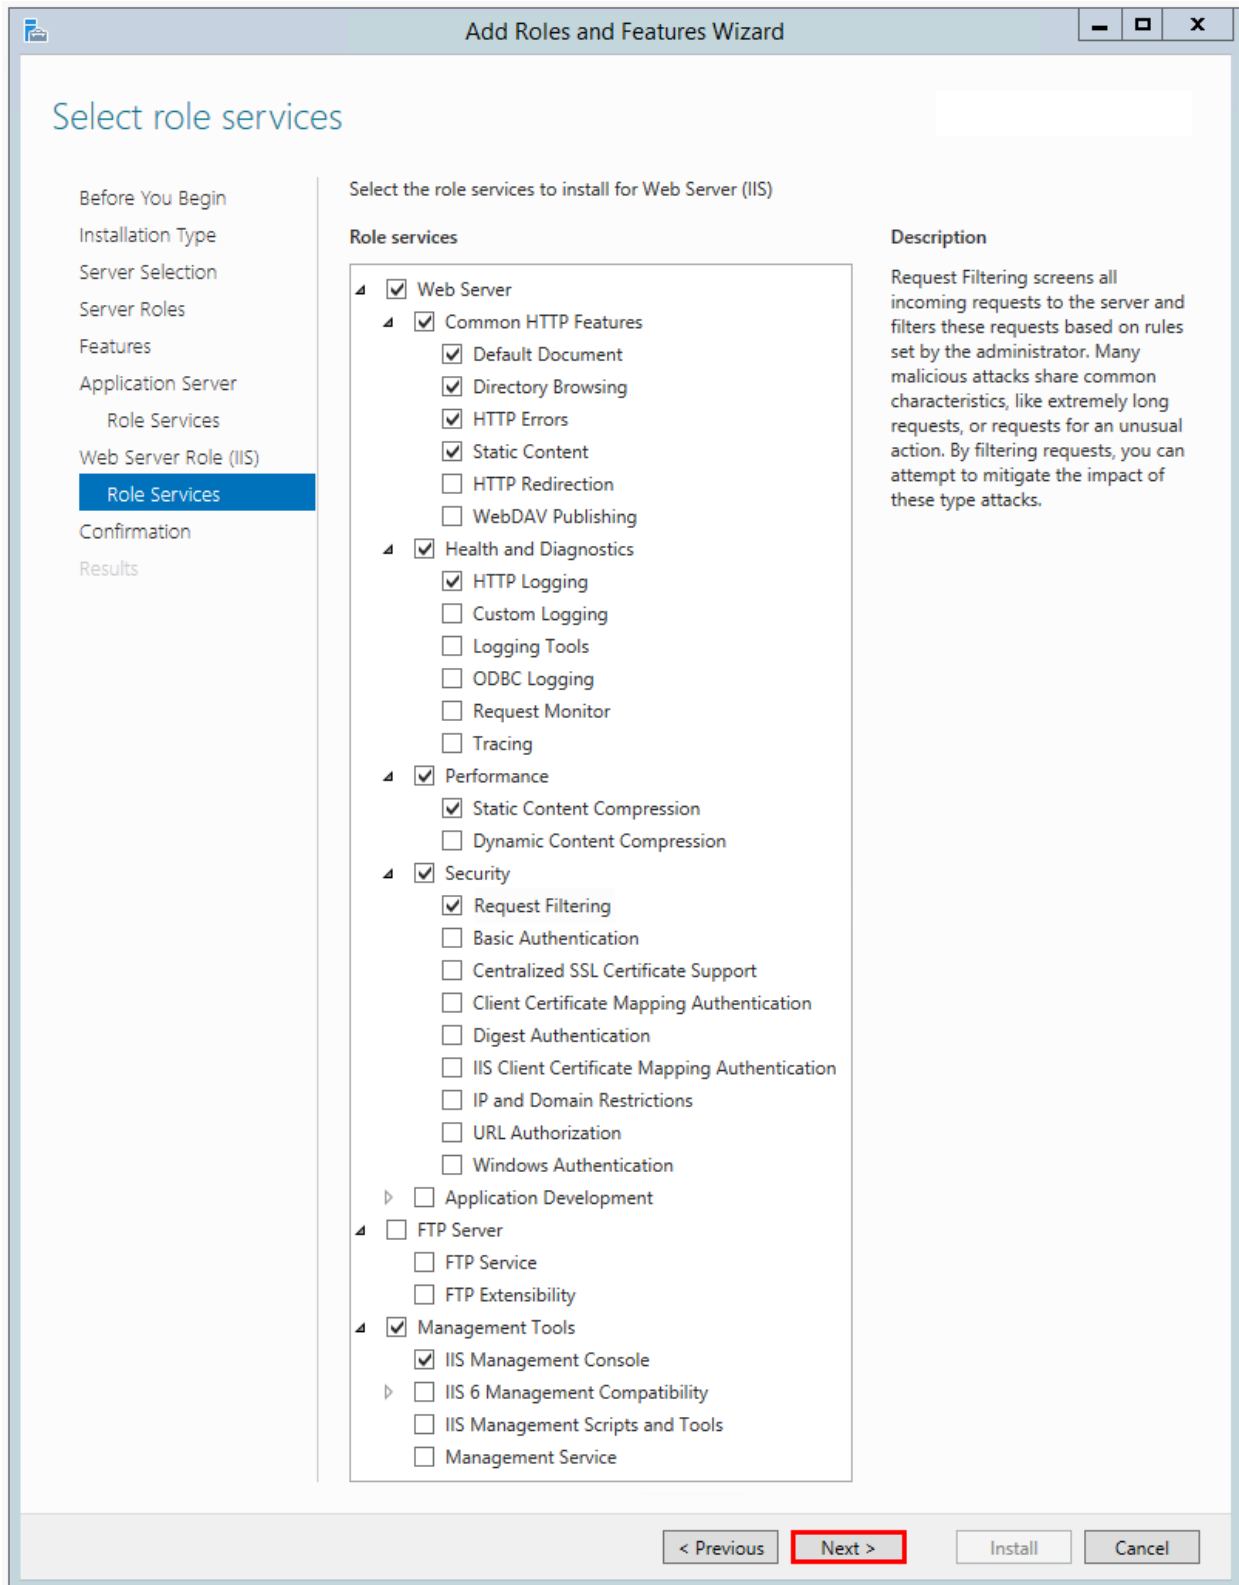 Add Roles and Features Wizard
Select role services
Before You Begin
Installation Type
Server Selection
Server Roles
Features
Application Server
Role Services
Web Server Role (IIS)
Role Services
Confirmation
Results
Select the role services to install for Web Server (IIS)
Role services
Web Server
Common HTTP Features
Default Document
Directory Browsing
HTTP Errors
Static Content
HTTP Redirection
WebDAV Publishing
Health and Diagnostics
HTTP Logging
Custom Logging
Logging Tools
ODBC Logging
Request Monitor
Tracing
Performance
Static Content Compression
Dynamic Content Compression
Security
Request Filtering
Basic Authentication
Centralized SSL Certificate Support
Client Certificate Mapping Authentication
Digest Authentication
IIS Client Certificate Mapping Authentication
IP and Domain Restrictions
URL Authorization
Windows Authentication
Application Development
FTP Server
FTP Service
FTP Extensibility
Management Tools
IIS Management Console
IIS 6 Management Compatibility
IIS Management Scripts and Tools
Management Service
Description
Request Filtering screens all
incoming requests to the server and
filters these requests based on rules
set by the administrator. Many
malicious attacks share common
characteristics, like extremely long
requests, or requests for an unusual
action. By filtering requests, you can
attempt to mitigate the impact of
these type attacks.
< Previous
Next >
Install
Cancel